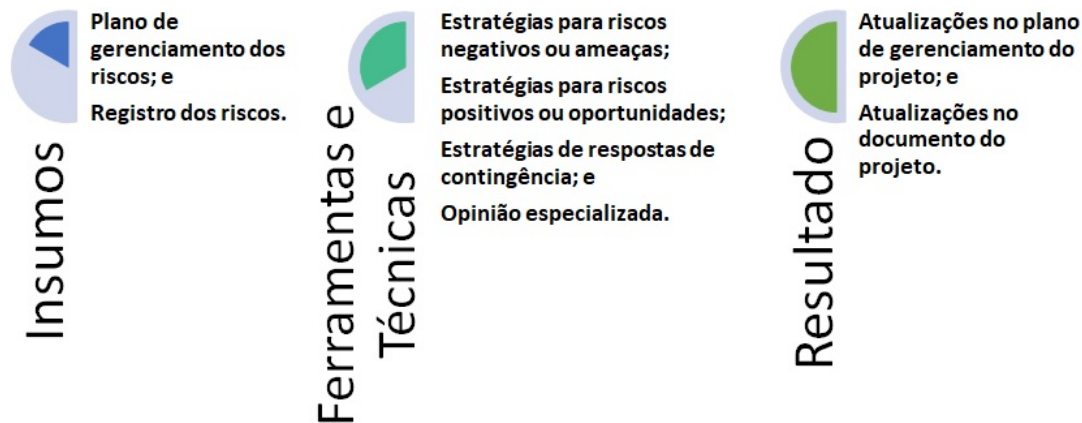 Insumos
Plano de
gerenciamento dos
riscos; e
Registro dos riscos.
Ferramentas e
Técnicas
Estratégias para riscos
negativos ou ameaças;
Estratégias para riscos
positivos ou oportunidades;
Estratégias de respostas de
contingência; e
Opinião especializada.
Resultado
Atualizações no plano
de gerenciamento do
projeto; e
Atualizações no
documento do
projeto.